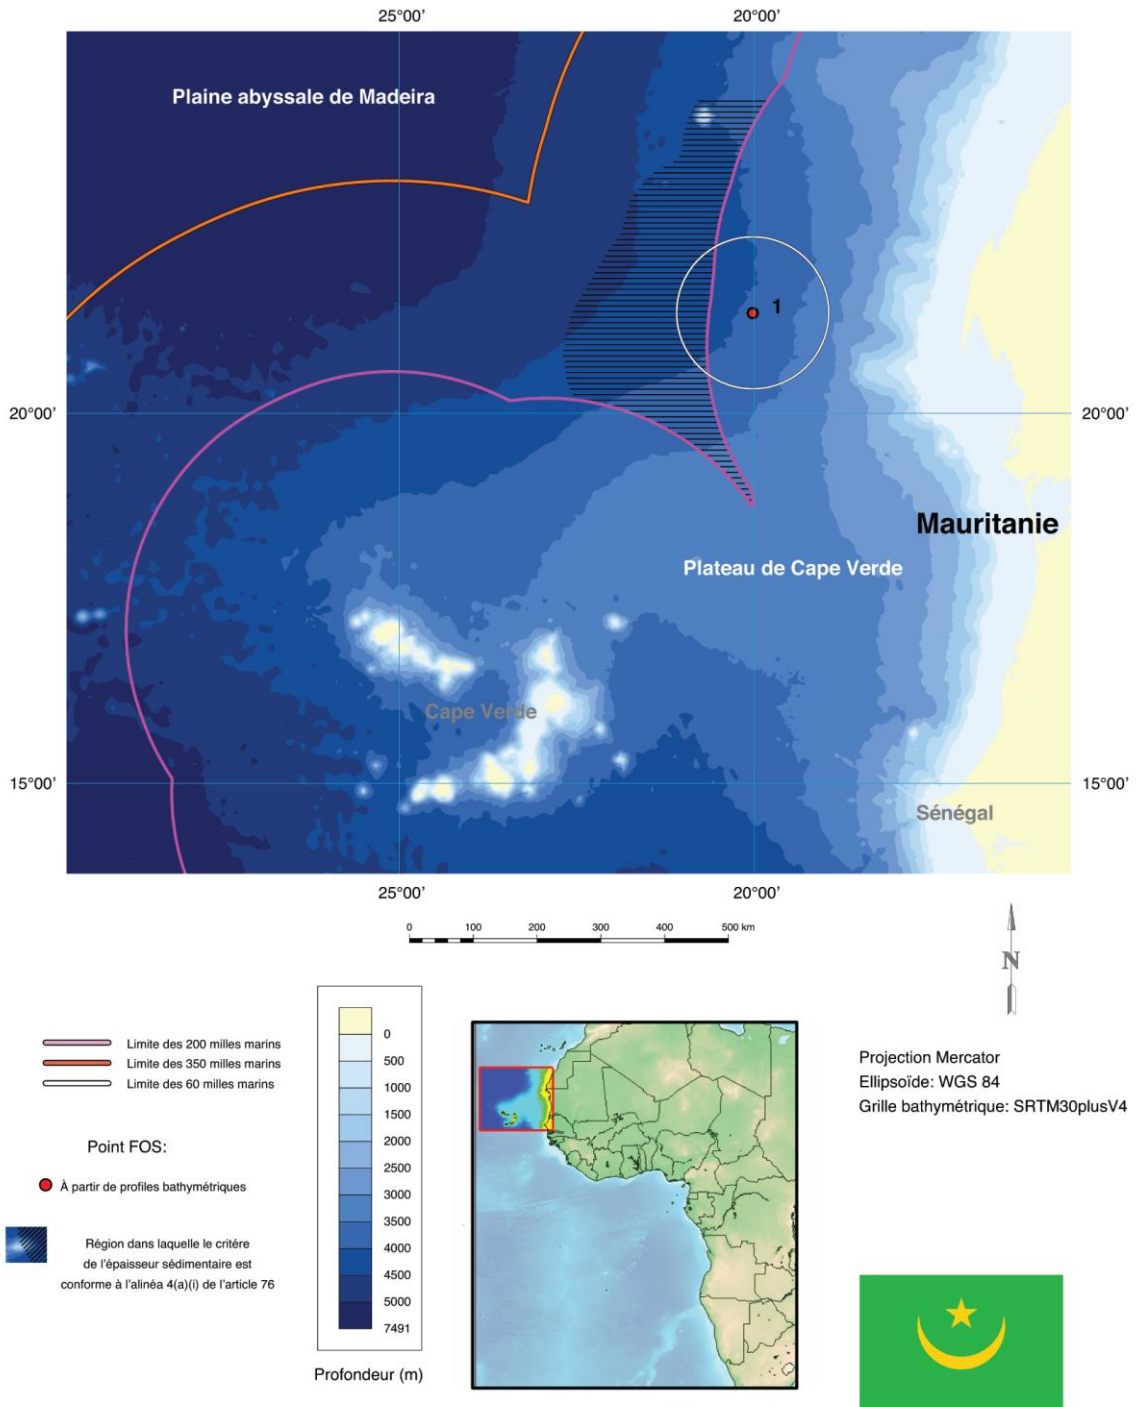 25°00'
20°00'
Plaine abyssale de Madeira
1
20°00'
20°00'
Mauritanie
Plateau de Cape Verde
Cape Verde
15°00'
15°00'
Sénégal
25°00'
20°00'
0 100 200 300 400 500 km
N
Limite des 200 milles marins
Limite des 350 milles marins
Limite des 60 milles marins
Point FOS:
À partir de profiles bathymétriques
Région dans laquelle le critère
de l'épaisseur sédimentaire est
conforme à l'alinéa 4(a)(i) de l'article 76
0
500
1000
1500
2000
2500
3000
3500
4000
4500
5000
7491
Profondeur (m)
Projection Mercator
Ellipsoïde: WGS 84
Grille bathymétrique: SRTM30plusV4